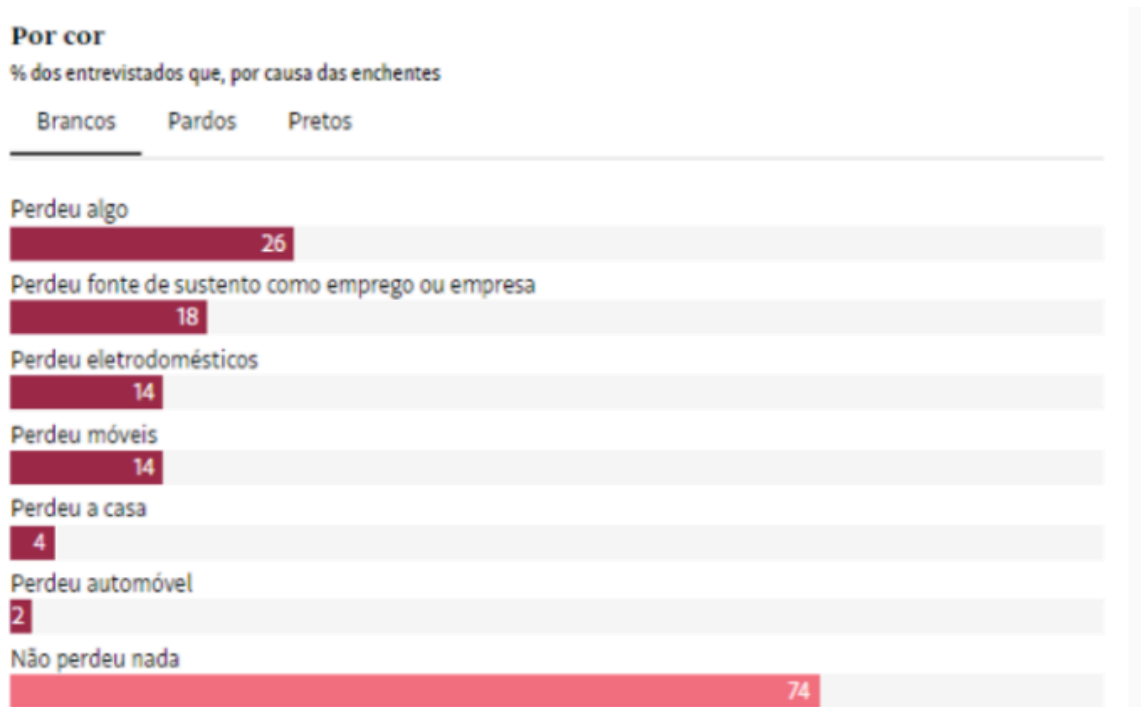 Por cor
% dos entrevistados que, por causa das enchentes
Brancos Pardos Pretos
Perdeu algo
26
Perdeu fonte de sustento como emprego ou empresa
18
Perdeu eletrodomésticos
14
Perdeu móveis
14
Perdeu a casa
4
Perdeu automóvel
2
Não perdeu nada
74